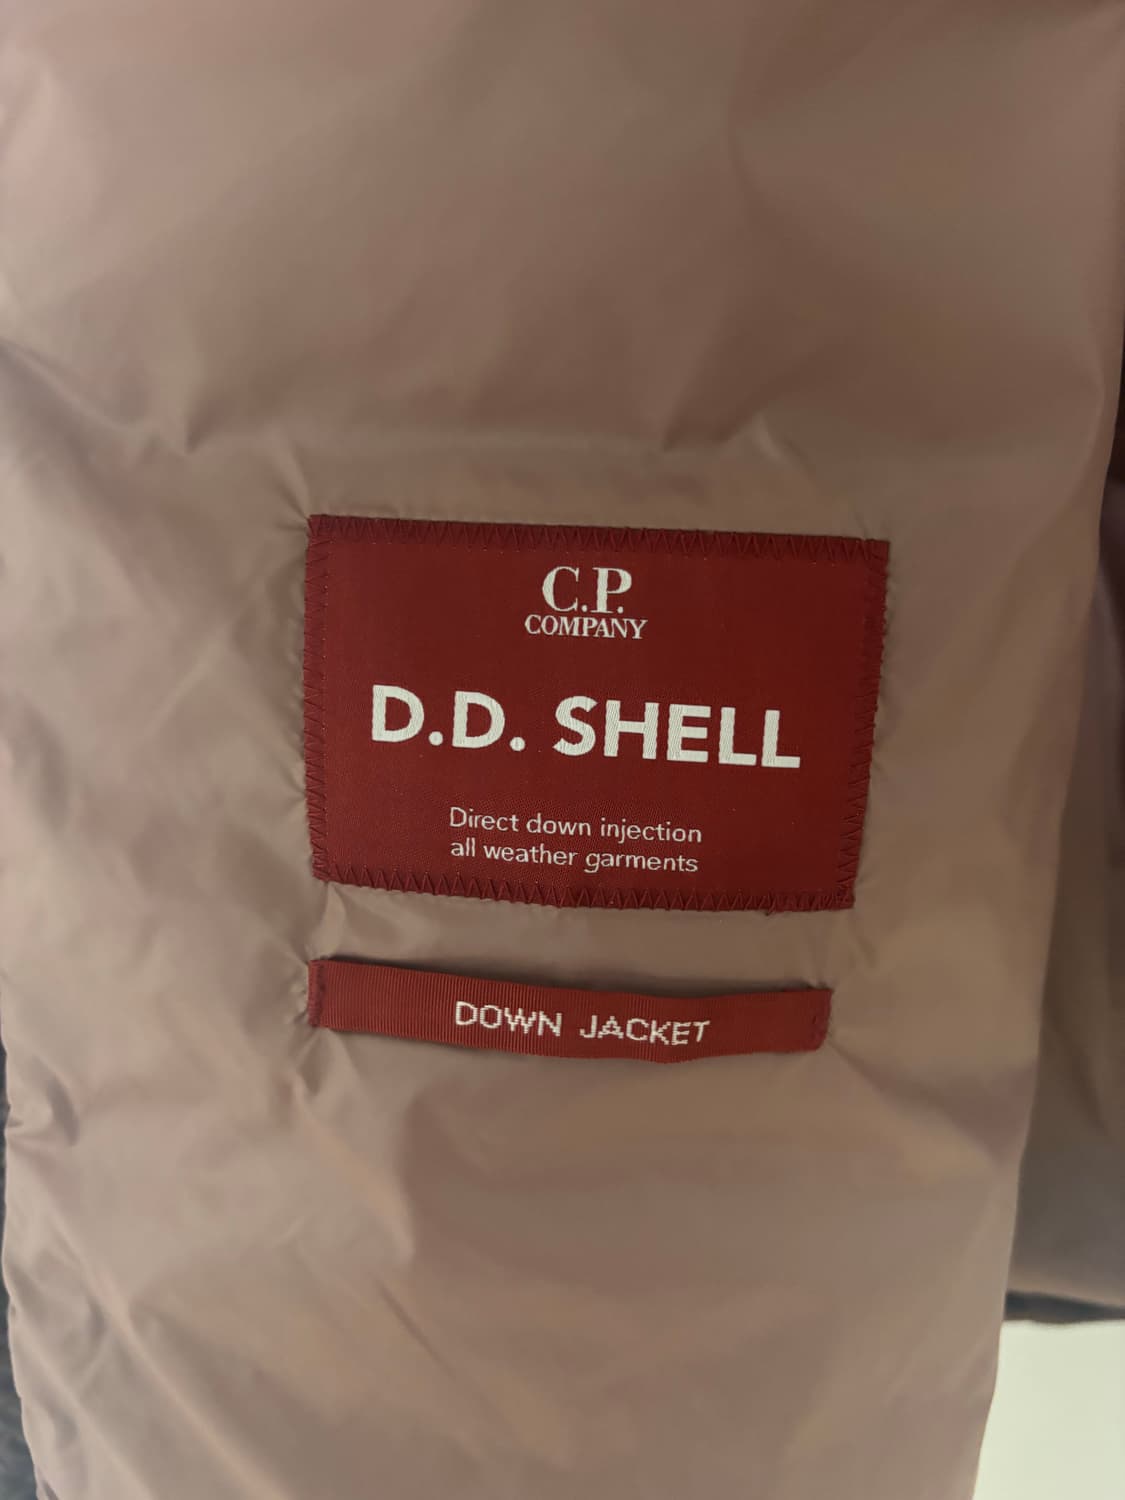 C.P.
COMPANY
D.D. SHELL
Direct down injection
all weather garments
DOWN JACKET